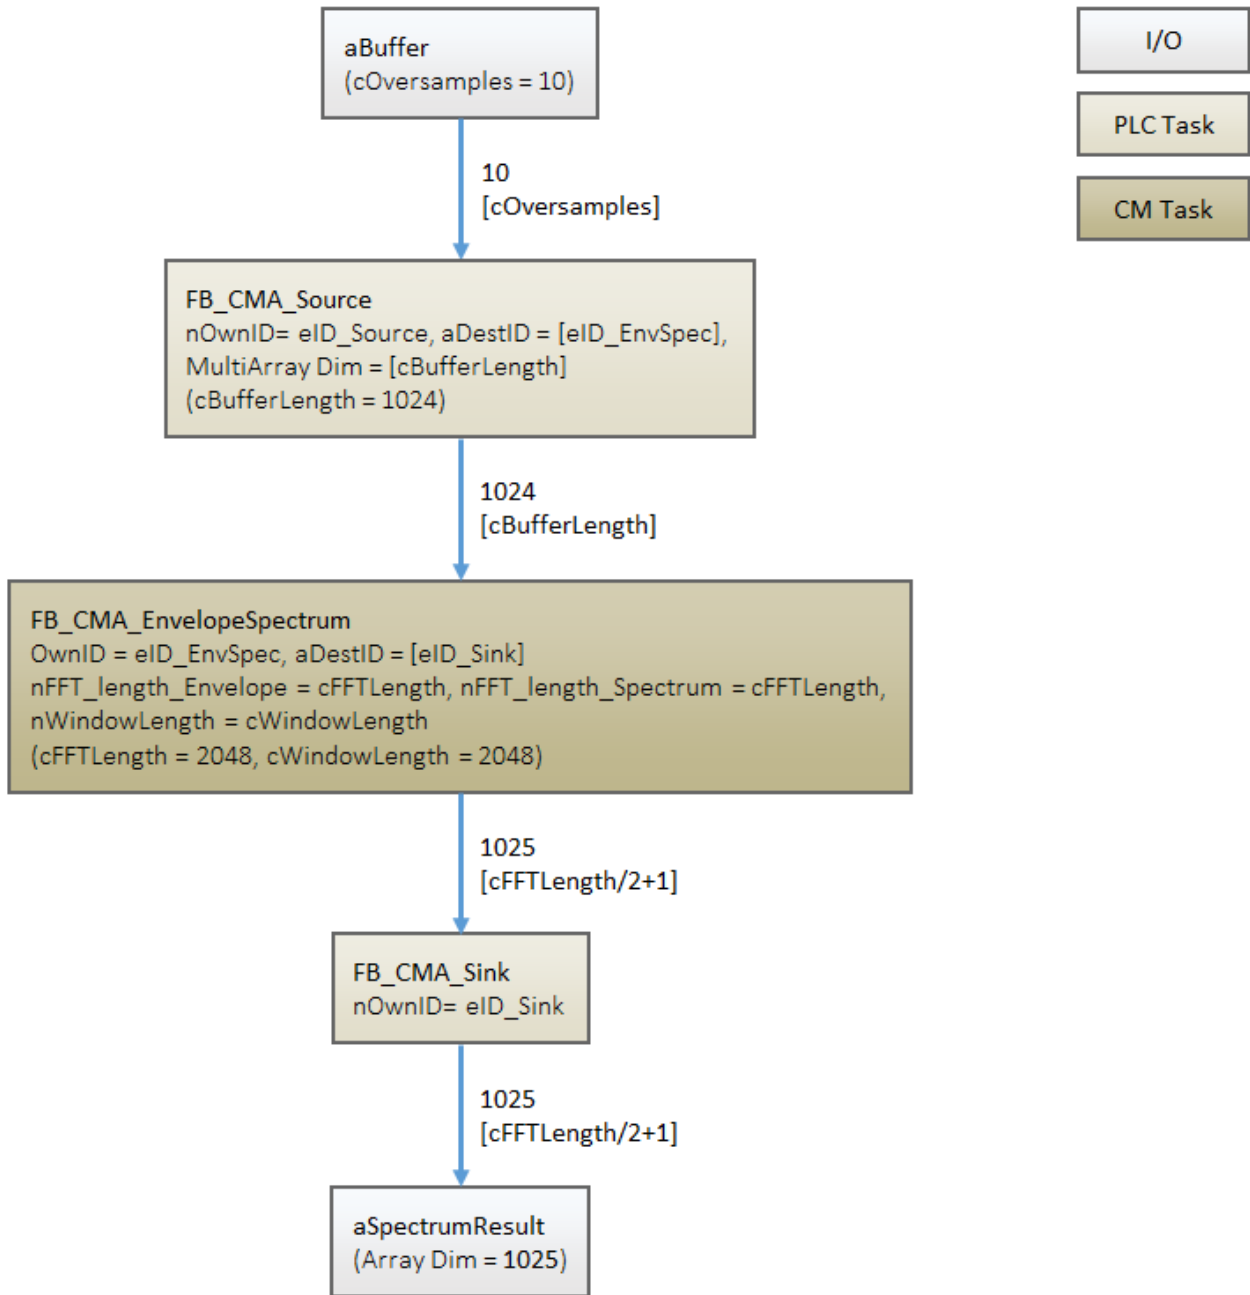 aBuffer
(cOversamples = 10)
I/O
PLC Task
CM Task
10
[cOversamples]
FB_CMA_Source
nOwnID= eID_Source, aDestID = [eID_EnvSpec],
MultiArray Dim = [cBufferLength]
(cBufferLength = 1024)
1024
[cBufferLength]
FB_CMA_EnvelopeSpectrum
OwnID = eID_EnvSpec, aDestID = [eID_Sink]
nFFT_length_Envelope = cFFTLength, nFFT_length_Spectrum = cFFTLength,
nWindowLength = cWindowLength
(cFFTLength = 2048, cWindowLength = 2048)
1025
[cFFTLength/2+1]
FB_CMA_Sink
nOwnID= eID_Sink
1025
[cFFTLength/2+1]
aSpectrumResult
(Array Dim = 1025)